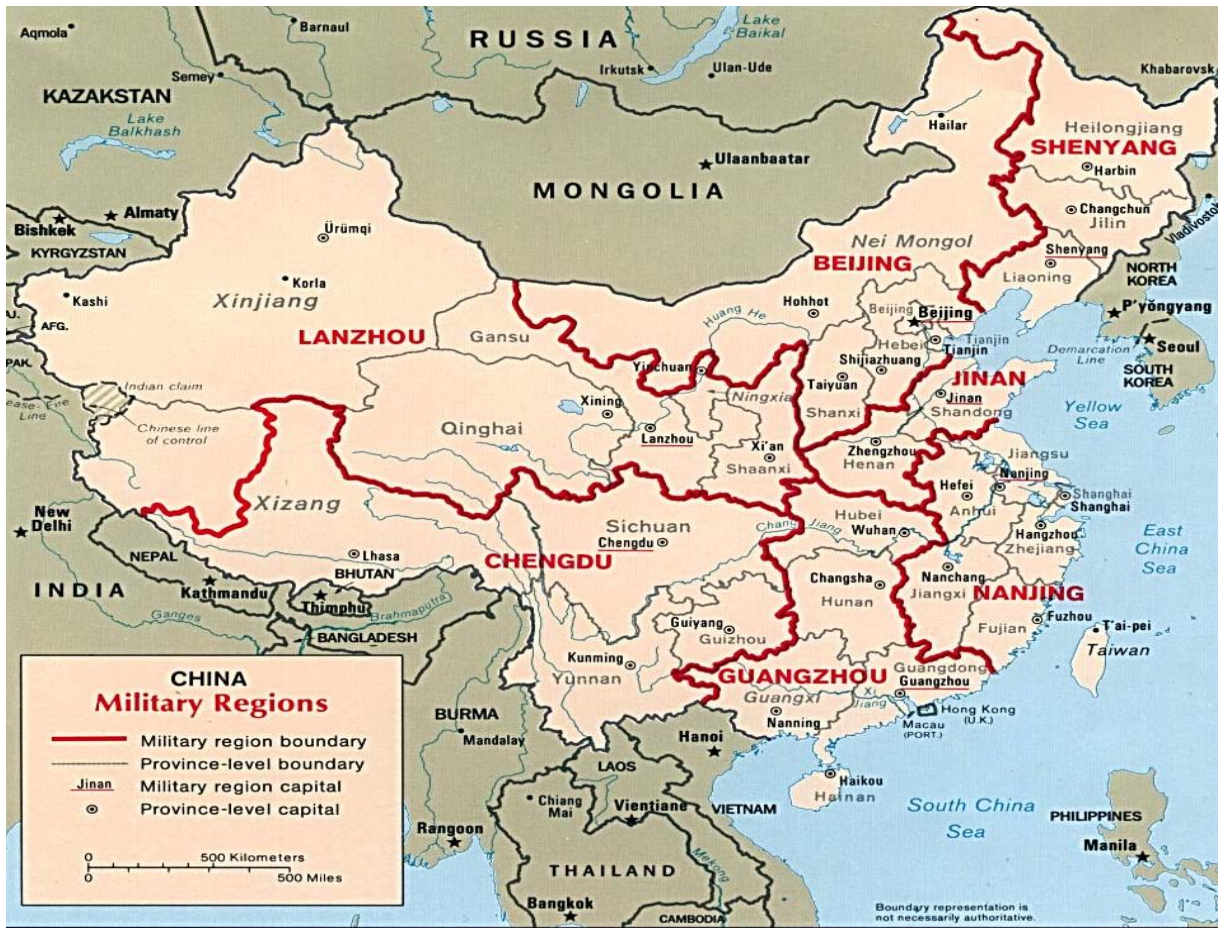 Aqmola
Barnaul
RUSSIA
Lake
Baikal
Irkutsk
Ulan-Ude
Khabarovsk
Semey
KAZAKSTAN
Lake
Balkhash
Hailar
Heilongjiang
SHENYANG
Harbin
Ulaanbaatar
MONGOLIA
Almaty
Bishkek
KYRGYZSTAN
Ürümqi
Changchun
Jilin
Vladivostok
Nei Mongol
BEIJING
Shenyang
Liaoning
NORTH
KOREA
P'yŏngyang
Korla
Kashi
Xinjiang
AFG.
Hohhot
Huang He
Beijing
Beijing
Hebei
Tianjin
Tianjin
Demarcation
Line
Seoul
SOUTH
KOREA
LANZHOU
Gansu
Shijiazhuang
Taiyuan
Shanxi
JINAN
Jinan
Shandong
Yellow
Sea
PAK.
Indian claim
Line
Chinese line
of control
Yinchuan
Ningxia
Xining
Qinghai
Lanzhou
Xi'an
Shaanxi
Zhengzhou
Henan
Jiangsu
Nanjing
Hefei
Anhui
Shanghai
Shanghai
Hangzhou
Zhejiang
East
China
Sea
New
Delhi
Xizang
Sichuan
Chengdu
CHENGDU
Chang Jiang
Hubei
Wuhan
NEPAL
Lhasa
BHUTAN
INDIA
Kathmandu
Thimphu
Brahmaputra
Ganges
BANGLADESH
Changsha
Hunan
Nanchang
Jiangxi
NANJING
Fuzhou
Fujian
T'ai-pei
Taiwan
Guiyang
Guizhou
Kunming
Yunnan
GUANGZHOU
Guangdong
Guangzhou
Guangxi
Xi
Jiang
Nanning
Hong Kong
(U.K.)
Macau
(PORT.)
Haikou
Hainan
BURMA
Mandalay
Hanoi
LAOS
Chiang
Mai
Vientiane
VIETNAM
Rangoon
THAILAND
Mekong
Bangkok
CAMBODIA
South China
Sea
PHILIPPINES
Manila
CHINA
Military Regions
Military region boundary
Province-level boundary
Jinan
Military region capital
Province-level capital
0 500 Kilometers
0 500 Miles
Boundary representation is
not necessarily authoritative.